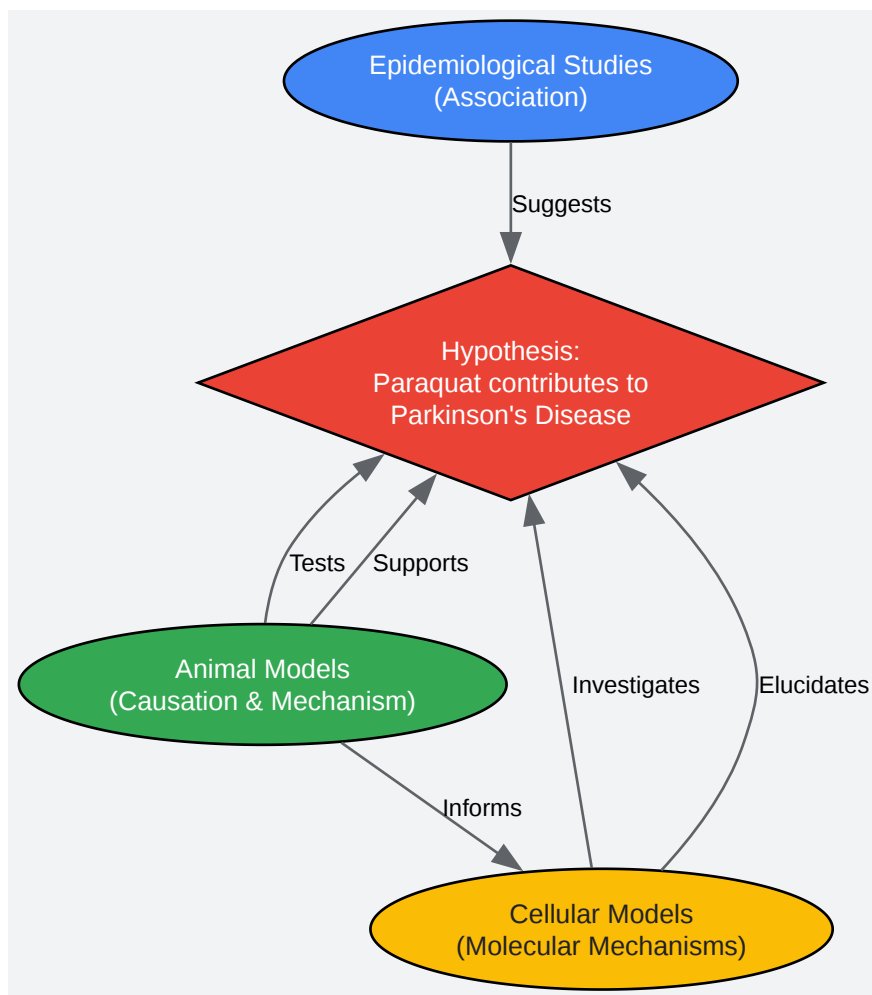 Epidemiological Studies
(Association)
Suggests
Hypothesis:
Paraquat contributes to
Parkinson's Disease
Tests
Supports
Animal Models
(Causation & Mechanism)
Investigates
Elucidates
Informs
Cellular Models
(Molecular Mechanisms)